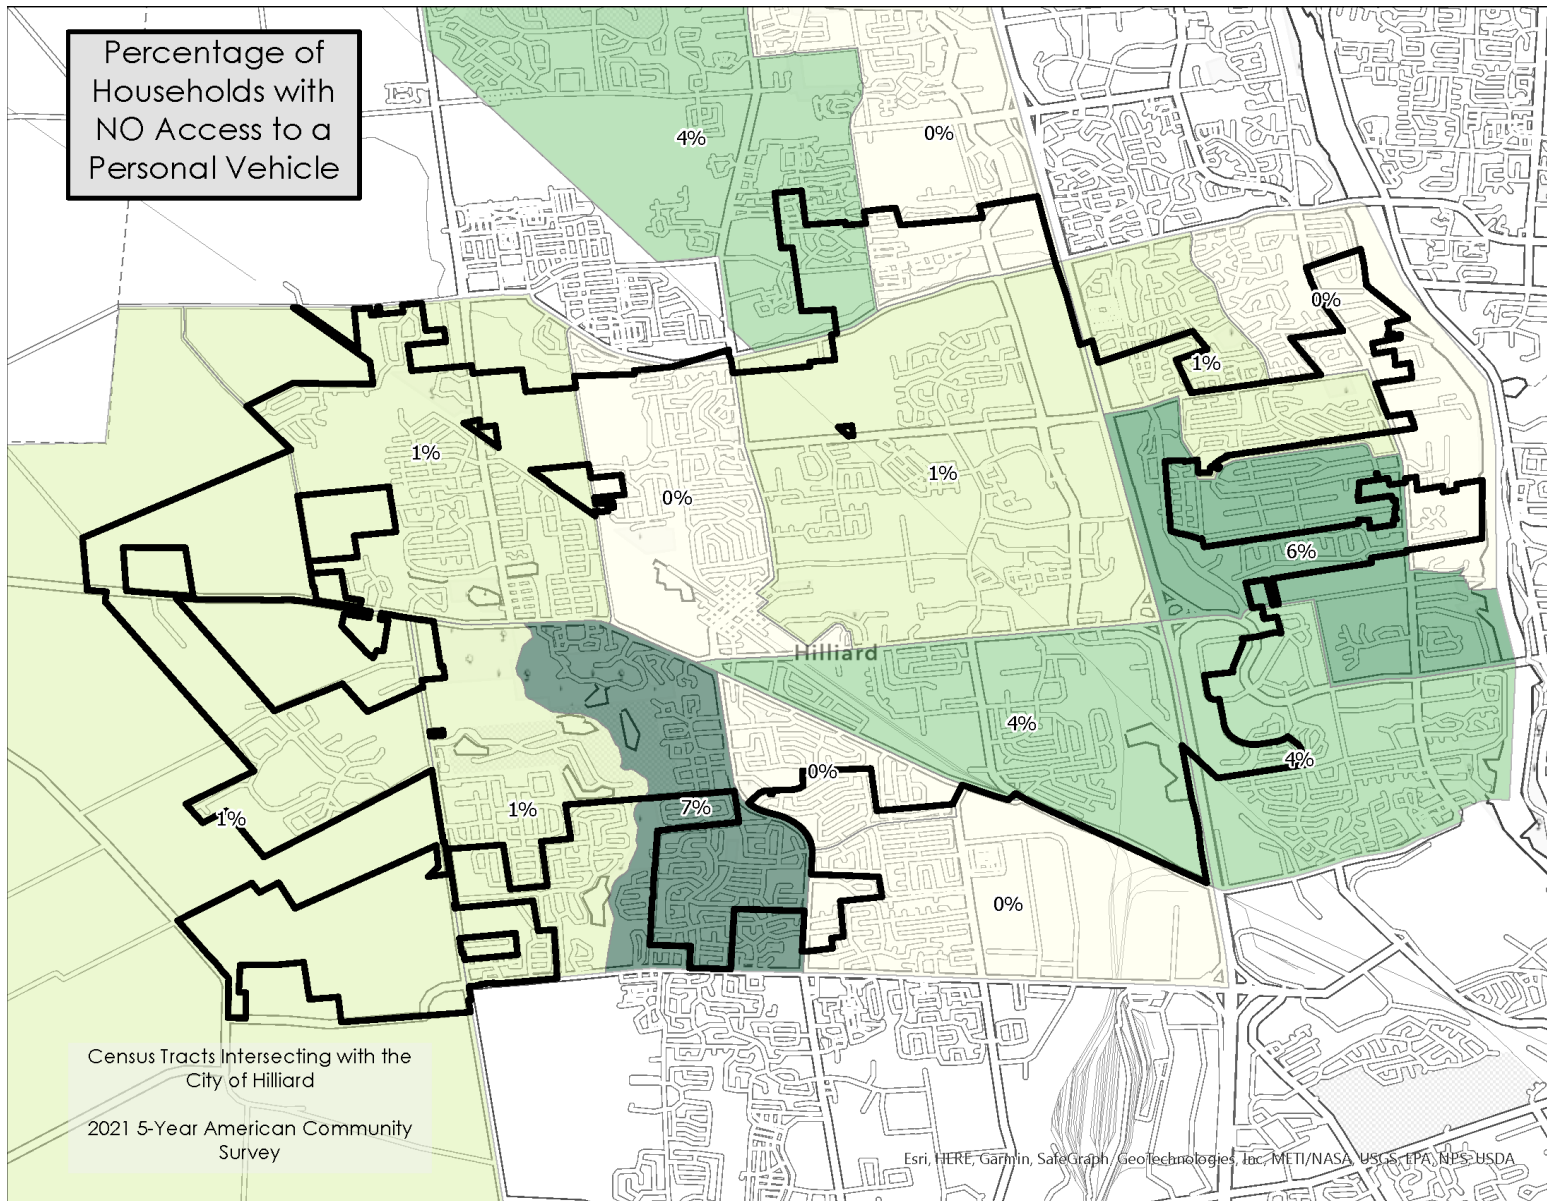 Percentage of
Households with
NO Access to a
Personal Vehicle
4%
0%
0%
1%
1%
1%
0%
6%
4%
4%
0%
1%
7%
1%
0%
Hilliard
Census Tracts Intersecting with the
City of Hilliard
2021 5-Year American Community
Survey
Esri, HERE, Garmin, SafeGraph, GeoTechnologies, Inc, METI/NASA, USGS, EPA, NPS, USDA